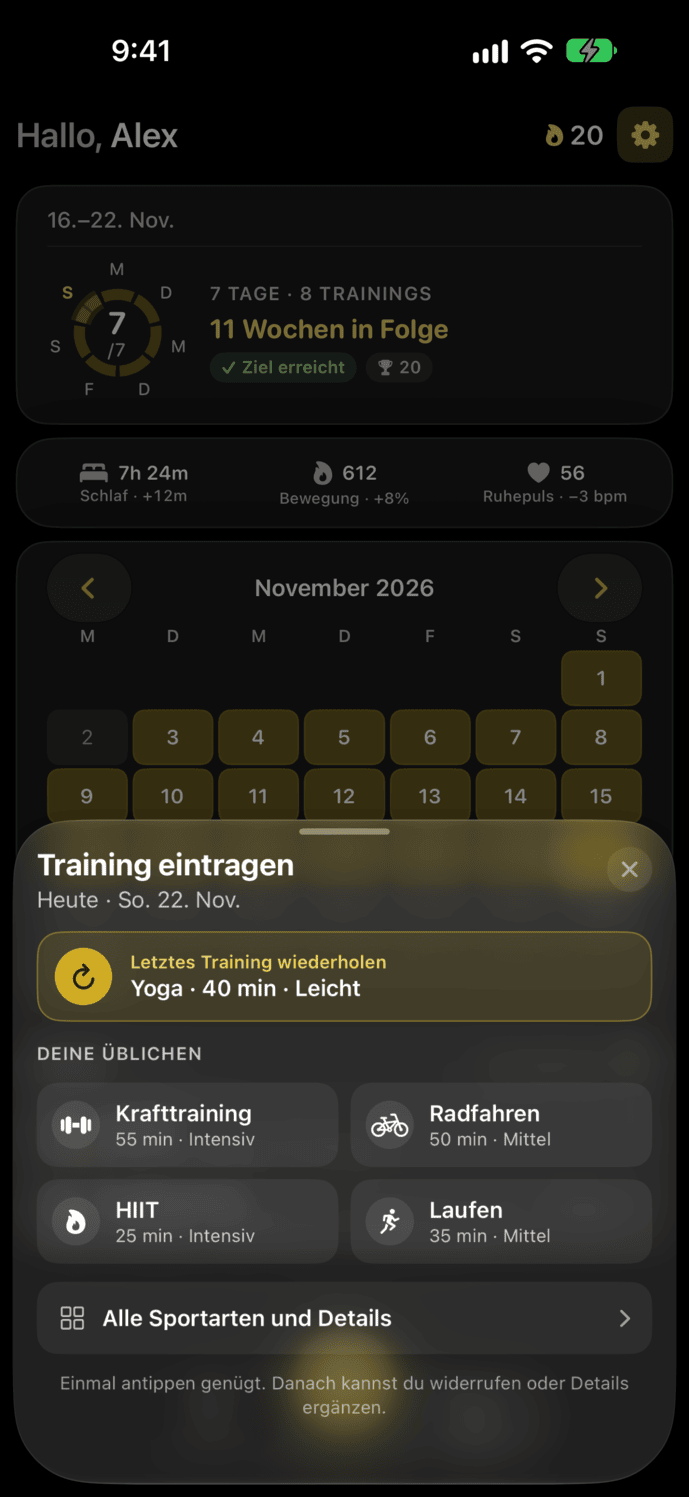 9:41
Hallo, Alex
20
16.–22. Nov.
M
S
D
S
M
F
D
7
/7
7 TAGE · 8 TRAININGS
11 Wochen in Folge
Ziel erreicht
20
7h 24m
Schlaf · +12m
612
Bewegung · +8%
56
Ruhepuls · −3 bpm
November 2026
M D M D F S S
1
2 3 4 5 6 7 8
9 10 11 12 13 14 15
Training eintragen
Heute · So. 22. Nov.
Letztes Training wiederholen
Yoga · 40 min · Leicht
DEINE ÜBLICHEN
Krafttraining
55 min · Intensiv
Radfahren
50 min · Mittel
HIIT
25 min · Intensiv
Laufen
35 min · Mittel
Alle Sportarten und Details
Einmal antippen genügt. Danach kannst du widerrufen oder Details
ergänzen.